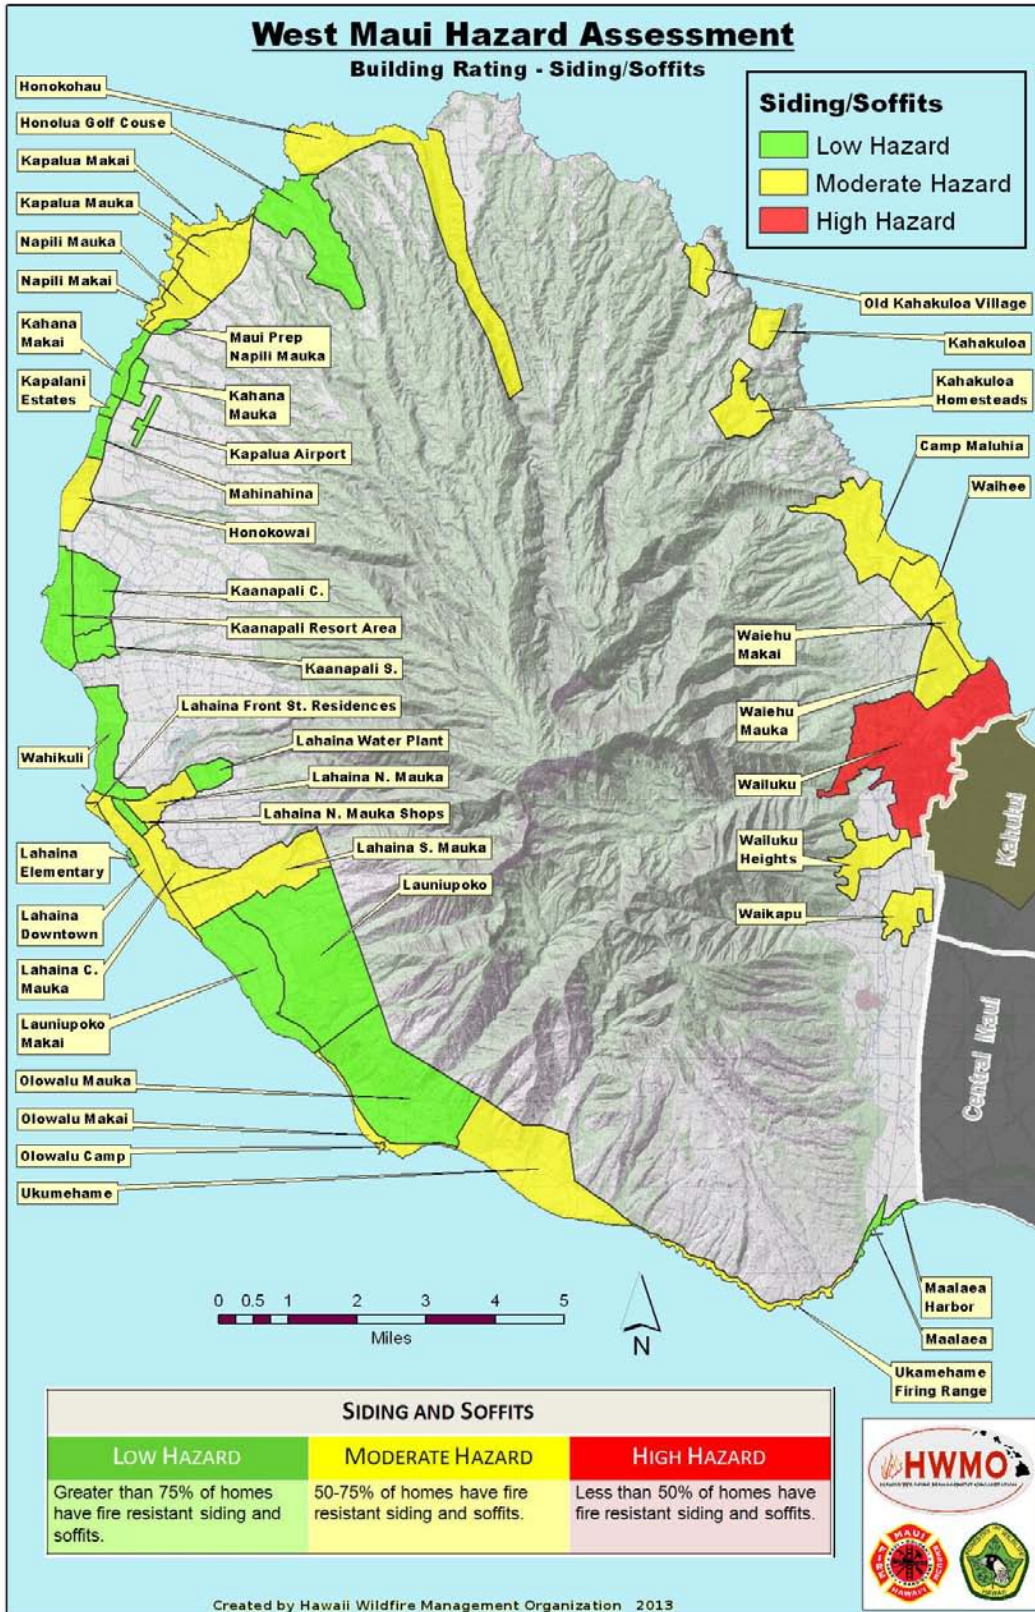 West Maui Hazard Assessment
Building Rating - Siding/Soffits
Siding/Soffits
Low Hazard
Moderate Hazard
High Hazard
Honokohau
Honolua Golf Couse
Kapalua Makai
Kapalua Mauka
Napili Mauka
Napili Makai
Kahana
Makai
Kapalani
Estates
Maui Prep
Napili Mauka
Kahana
Mauka
Kapalua Airport
Mahinahina
Honokowai
Kaanapali C.
Kaanapali Resort Area
Kaanapali S.
Lahaina Front St. Residences
Wahikuli
Lahaina Water Plant
Lahaina N. Mauka
Lahaina N. Mauka Shops
Lahaina
Elementary
Lahaina S. Mauka
Launiupoko
Lahaina
Downtown
Lahaina C.
Mauka
Launiupoko
Makai
Olowalu Mauka
Olowalu Makai
Olowalu Camp
Ukumehame
Old Kahakuloa Village
Kahakuloa
Kahakuloa
Homesteads
Camp Maluhia
Waihee
Waiehu
Makai
Waiehu
Mauka
Wailuku
Wailuku
Heights
Waikapu
Kahului
Central Maui
Maalaea
Harbor
Maalaea
Ukamehame
Firing Range
0 0.5 1 2 3 4 5
Miles
N
SIDING AND SOFFITS
LOW HAZARD
MODERATE HAZARD
HIGH HAZARD
Greater than 75% of homes
have fire resistant siding and
soffits.
50-75% of homes have fire
resistant siding and soffits.
Less than 50% of homes have
fire resistant siding and soffits.
HWMO
MAUI
FIRE
HAWAII
HAWAII
Created by Hawaii Wildfire Management Organization 2013